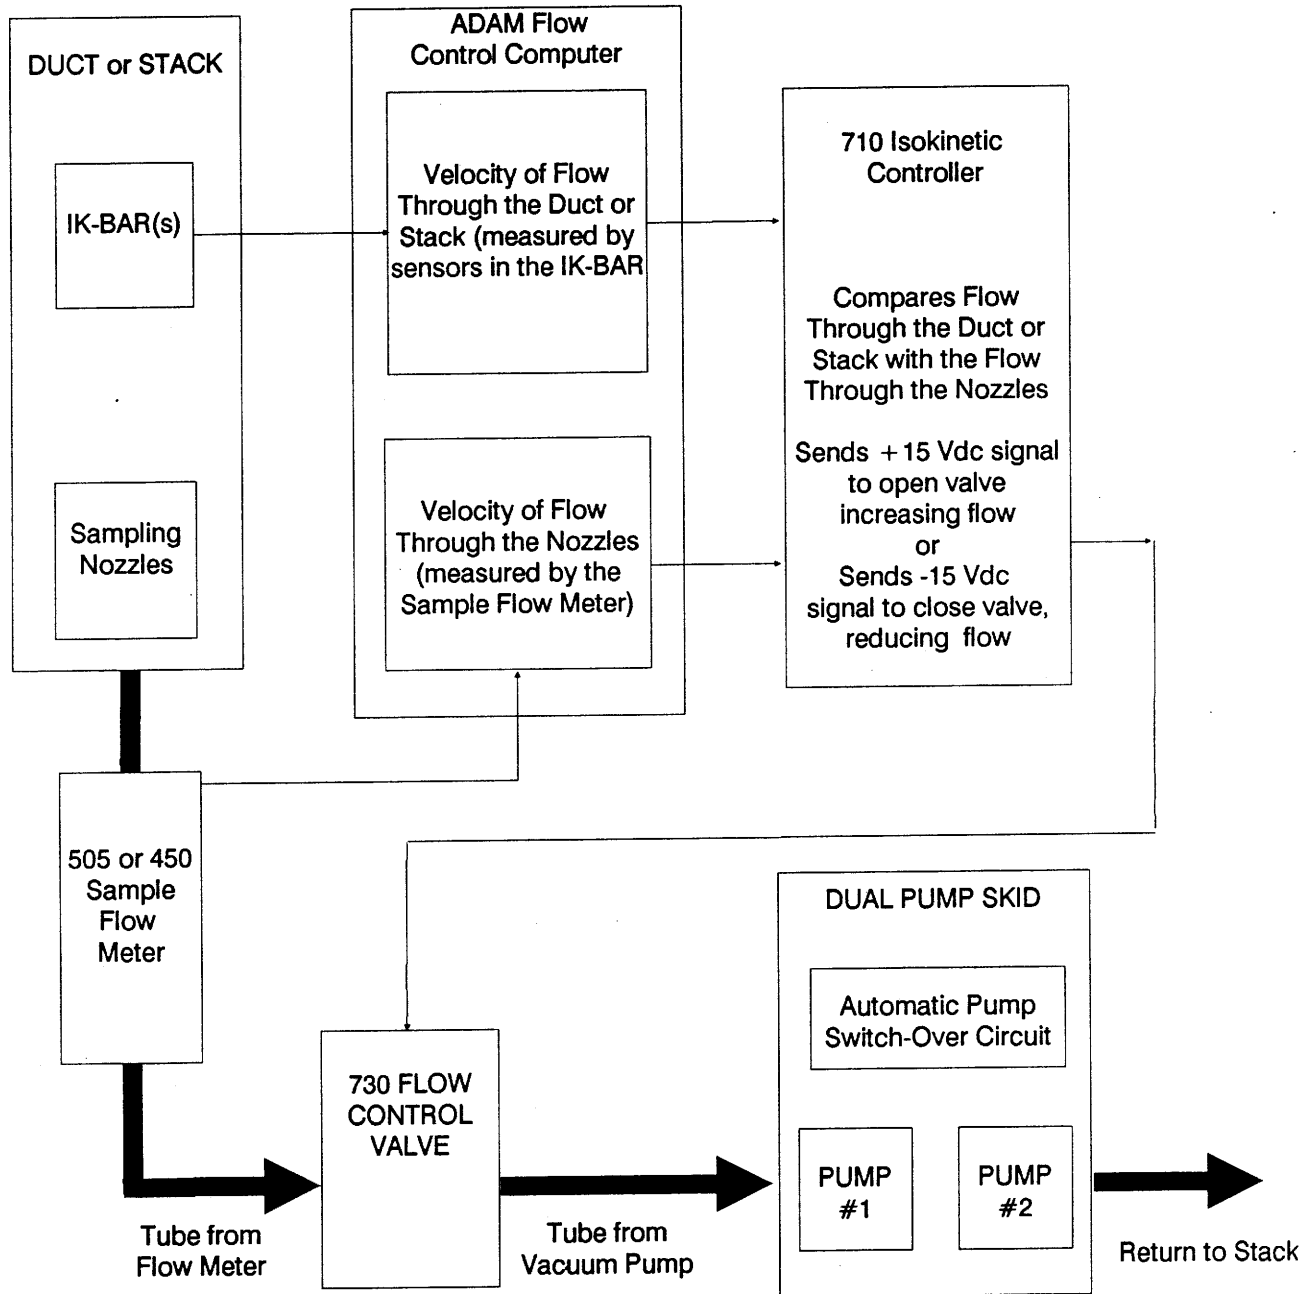 DUCT or STACK
IK-BAR(s)
Sampling
Nozzles
ADAM Flow
Control Computer
Velocity of Flow
Through the Duct or
Stack (measured by
sensors in the IK-BAR
Velocity of Flow
Through the Nozzles
(measured by the
Sample Flow Meter)
710 Isokinetic
Controller
Compares Flow
Through the Duct or
Stack with the Flow
Through the Nozzles
Sends +15 Vdc signal
to open valve
increasing flow
or
Sends -15 Vdc
signal to close valve,
reducing flow
505 or 450
Sample
Flow
Meter
730 FLOW
CONTROL
VALVE
DUAL PUMP SKID
Automatic Pump
Switch-Over Circuit
PUMP
#1
PUMP
#2
Tube from
Flow Meter
Tube from
Vacuum Pump
Return to Stack